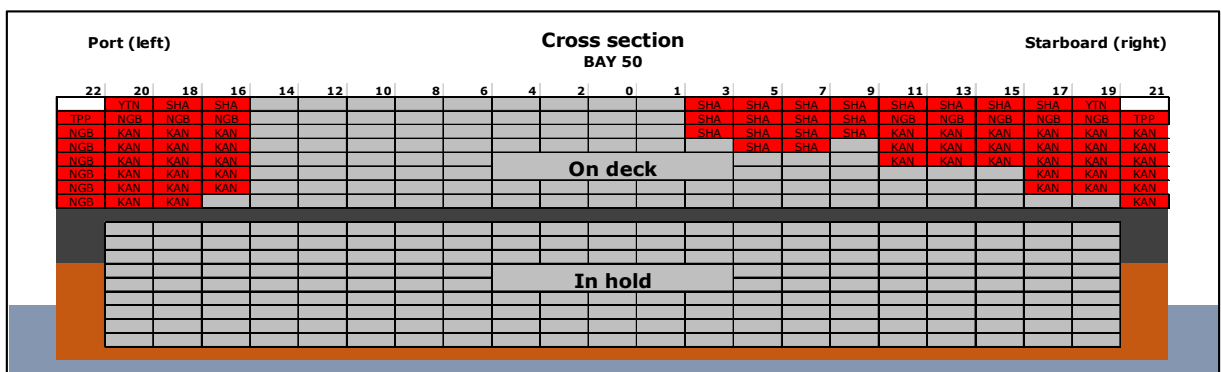 Port (left) Cross section Starboard (right)
BAY 50
22 20 18 16 14 12 10 8 6 4 2 0 1 3 5 7 9 11 13 15 17 19 21
YTN SHA SHA SHA SHA SHA SHA SHA SHA SHA SHA YTN
TPP NGB NGB NGB SHA SHA SHA SHA NGB NGB NGB NGB NGB TPP
NGB KAN KAN KAN SHA SHA SHA SHA KAN KAN KAN KAN KAN KAN
NGB KAN KAN KAN SHA SHA KAN KAN KAN KAN KAN KAN
NGB KAN KAN KAN KAN KAN KAN KAN KAN KAN
On deck
NGB KAN KAN KAN KAN KAN KAN
NGB KAN KAN KAN KAN KAN KAN
NGB KAN KAN KAN
In hold